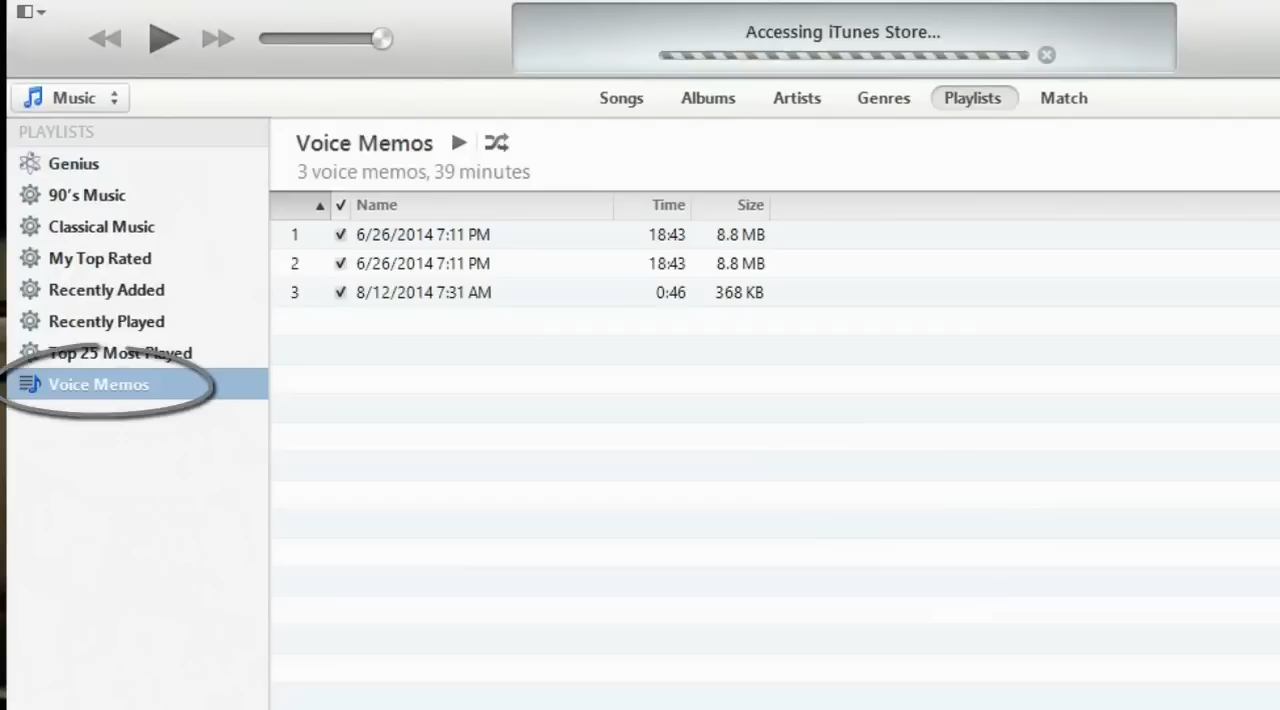 Accessing iTunes Store...
Music
Songs Albums Artists Genres Playlists Match
PLAYLISTS
Genius
90's Music
Classical Music
My Top Rated
Recently Added
Recently Played
Top 25 Most Played
Voice Memos
Voice Memos
3 voice memos, 39 minutes
Name Time Size
1 6/26/2014 7:11 PM 18:43 8.8 MB
2 6/26/2014 7:11 PM 18:43 8.8 MB
3 8/12/2014 7:31 AM 0:46 368 KB